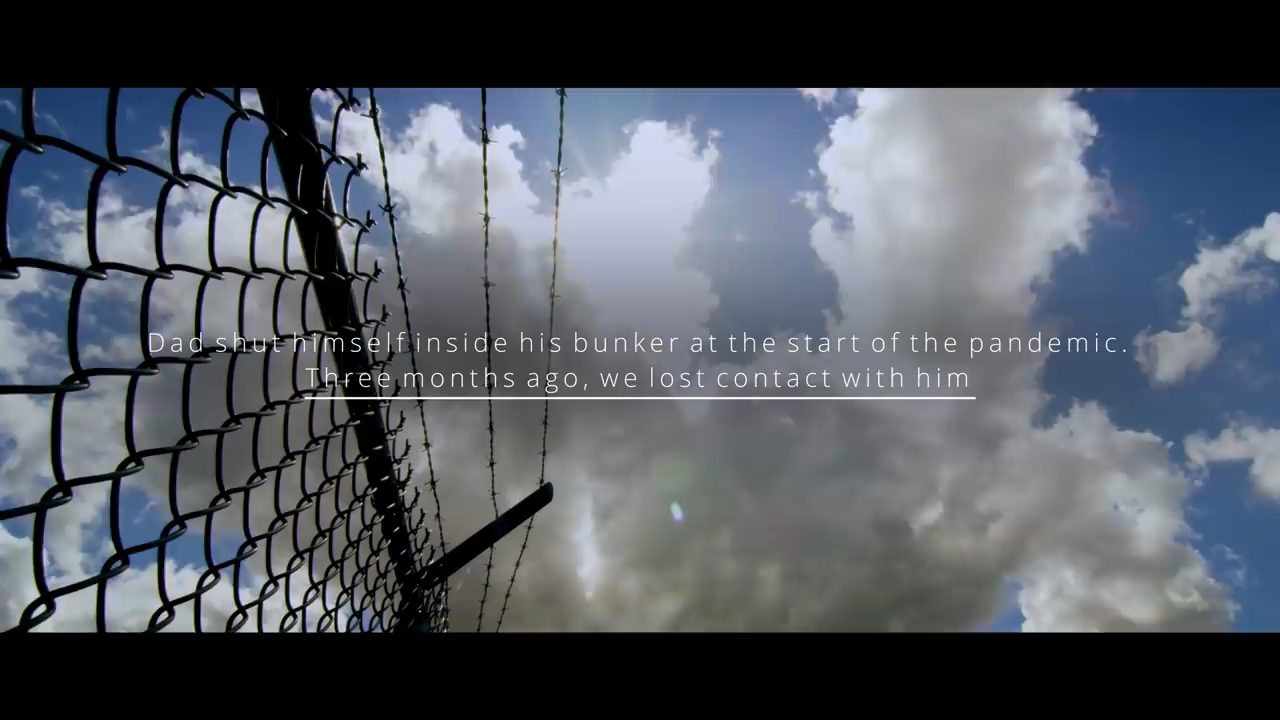 Dad shut himself inside his bunker at the start of the pandemic.
Three months ago, we lost contact with him